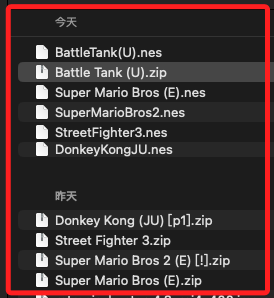 今天
BattleTank(U).nes
Battle Tank (U).zip
Super Mario Bros (E).nes
SuperMarioBros2.nes
StreetFighter3.nes
DonkeyKongJU.nes
昨天
Donkey Kong (JU) [p1].zip
Street Fighter 3.zip
Super Mario Bros 2 (E) [!].zip
Super Mario Bros (E).zip